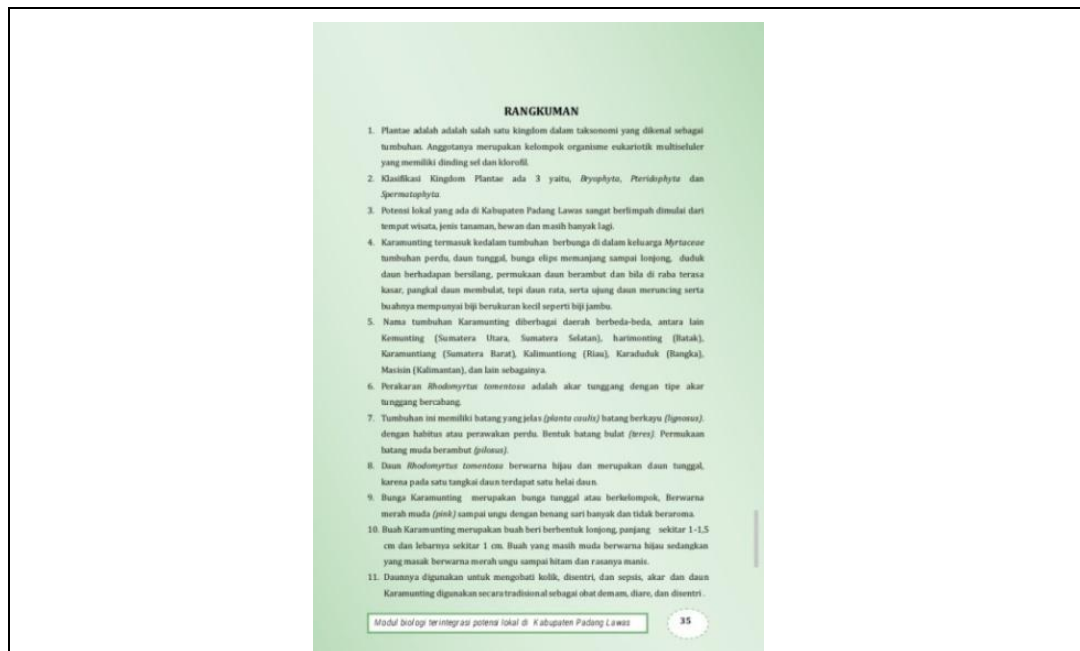 RANGKUMAN
1. Plantae adalah adalah salah satu kingdom dalam taksonomi yang dikenal sebagai
tumbuhan. Anggotanya merupakan kelompok organisme eukariotik multiseluler
yang memiliki dinding sel dan klorofil.
2. Klasifikasi Kingdom Plantae ada 3 yaitu, Bryophyta, Pteridophyta dan
Spermatophyta.
3. Potensi lokal yang ada di Kabupaten Padang Lawas sangat berlimpah dimulai dari
tempat wisata, jenis tanaman, hewan dan masih banyak lagi.
4. Karamunting termasuk kedalam tumbuhan berbunga di dalam keluarga Myrtaceae
tumbuhan perdu, daun tunggal, bunga elips memanjang sampai lonjong, duduk
daun berhadapan bersilang, permukaan daun berambut dan bila di raba terasa
kasar, pangkal daun membulat, tepi daun rata, serta ujung daun meruncing serta
buahnya mempunyai biji berukuran kecil seperti biji jambu.
5. Nama tumbuhan Karamunting diberbagai daerah berbeda-beda, antara lain
Kemunting (Sumatera Utara, Sumatera Selatan), harimonting (Batak),
Karamuntiang (Sumatera Barat), Kalimuntiong (Riau), Karaduduk (Bangka),
Masisin (Kalimantan), dan lain sebagainya.
6. Perakaran Rhodomyrtus tomentosa adalah akar tunggang dengan tipe akar
tunggang bercabang.
7. Tumbuhan ini memiliki batang yang jelas (planta caulis) batang berkayu (lignosus).
dengan habitus atau perawakan perdu. Bentuk batang bulat (teres). Permukaan
batang muda berambut (pilosus).
8. Daun Rhodomyrtus tomentosa berwarna hijau dan merupakan daun tunggal,
karena pada satu tangkai daun terdapat satu helai daun.
9. Bunga Karamunting merupakan bunga tunggal atau berkelompok, Berwarna
merah muda (pink) sampai ungu dengan benang sari banyak dan tidak beraroma.
10. Buah Karamunting merupakan buah beri berbentuk lonjong, panjang sekitar 1-1,5
cm dan lebarnya sekitar 1 cm. Buah yang masih muda berwarna hijau sedangkan
yang masak berwarna merah ungu sampai hitam dan rasanya manis.
11. Daunnya digunakan untuk mengobati kolik, disentri, dan sepsis, akar dan daun
Karamunting digunakan secara tradisional sebagai obat demam, diare, dan disentri .
Modul biologi terintegrasi potensi lokal di Kabupaten Padang Lawas
35